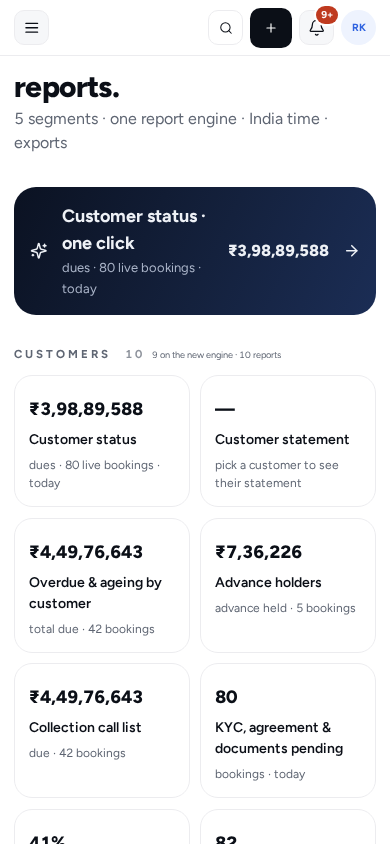 9+
RK
reports.
5 segments · one report engine · India time ·
exports
Customer status ·
one click
dues · 80 live bookings ·
today
₹3,98,89,588
CUSTOMERS 10 9 on the new engine · 10 reports
₹3,98,89,588
Customer status
dues · 80 live bookings ·
today
—
Customer statement
pick a customer to see
their statement
₹4,49,76,643
Overdue & ageing by
customer
total due · 42 bookings
₹7,36,226
Advance holders
advance held · 5 bookings
₹4,49,76,643
Collection call list
due · 42 bookings
80
KYC, agreement &
documents pending
bookings · today
41%
82